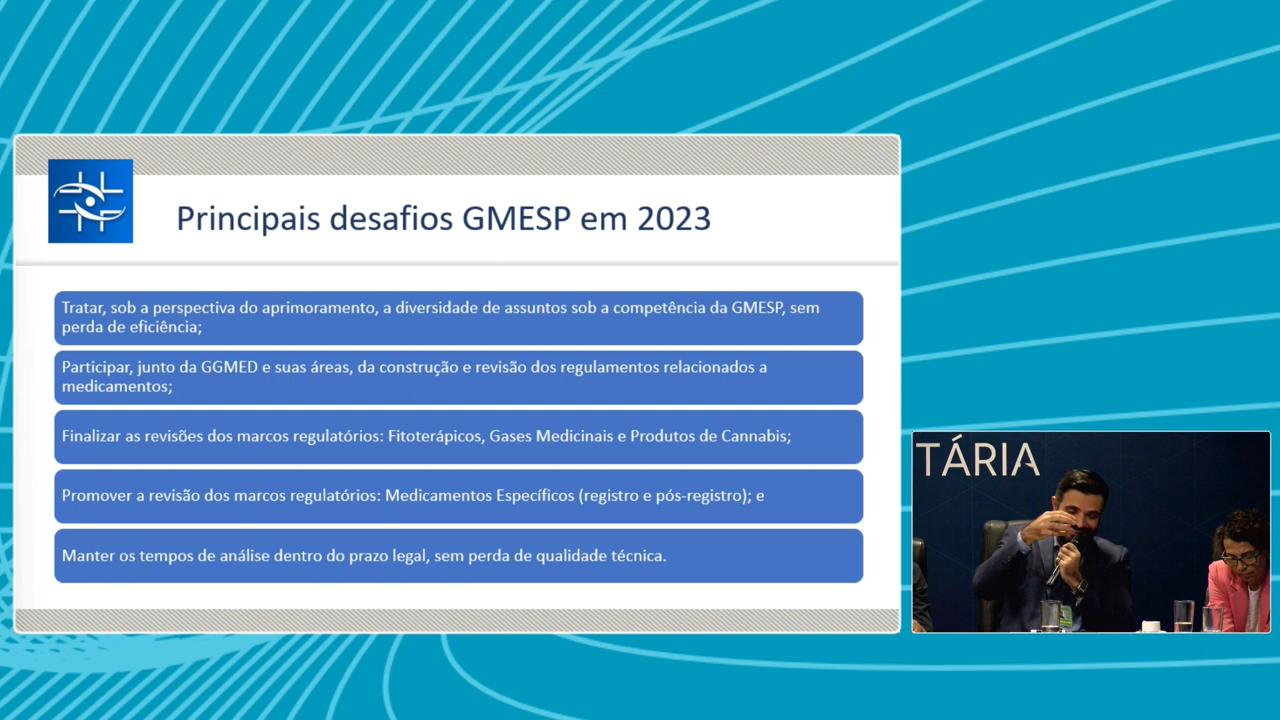 Principais desafios GMESP em 2023
Tratar, sob a perspectiva do aprimoramento, a diversidade de assuntos sob a competência da GMESP, sem
perda de eficiência;
Participar, junto da GGMED e suas áreas, da construção e revisão dos regulamentos relacionados a
medicamentos;
Finalizar as revisões dos marcos regulatórios: Fitoterápicos, Gases Medicinais e Produtos de Cannabis;
Promover a revisão dos marcos regulatórios: Medicamentos Específicos (registro e pós-registro); e
Manter os tempos de análise dentro do prazo legal, sem perda de qualidade técnica.
TÁRIA